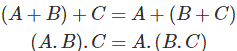 (A + B) + C = A + (B + C)
(A. B). C = A. (B. C)